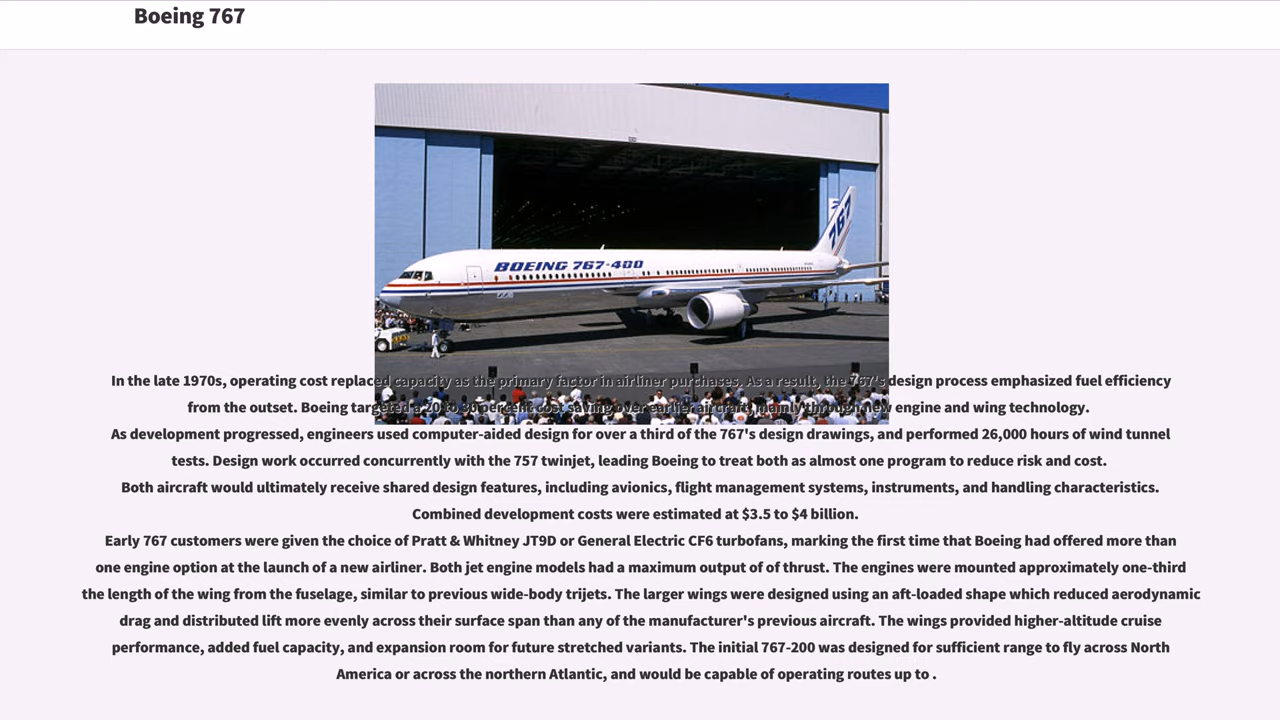 Boeing 767
767
BOEING 767-400
In the late 1970s, operating cost replaced capacity as the primary factor in airliner purchases. As a result, the 767's design process emphasized fuel efficiency
from the outset. Boeing targeted a 20 to 30 percent cost saving over earlier aircraft, mainly through new engine and wing technology.
As development progressed, engineers used computer-aided design for over a third of the 767's design drawings, and performed 26,000 hours of wind tunnel
tests. Design work occurred concurrently with the 757 twinjet, leading Boeing to treat both as almost one program to reduce risk and cost.
Both aircraft would ultimately receive shared design features, including avionics, flight management systems, instruments, and handling characteristics.
Combined development costs were estimated at $3.5 to $4 billion.
Early 767 customers were given the choice of Pratt & Whitney JT9D or General Electric CF6 turbofans, marking the first time that Boeing had offered more than
one engine option at the launch of a new airliner. Both jet engine models had a maximum output of of thrust. The engines were mounted approximately one-third
the length of the wing from the fuselage, similar to previous wide-body trijets. The larger wings were designed using an aft-loaded shape which reduced aerodynamic
drag and distributed lift more evenly across their surface span than any of the manufacturer's previous aircraft. The wings provided higher-altitude cruise
performance, added fuel capacity, and expansion room for future stretched variants. The initial 767-200 was designed for sufficient range to fly across North
America or across the northern Atlantic, and would be capable of operating routes up to .